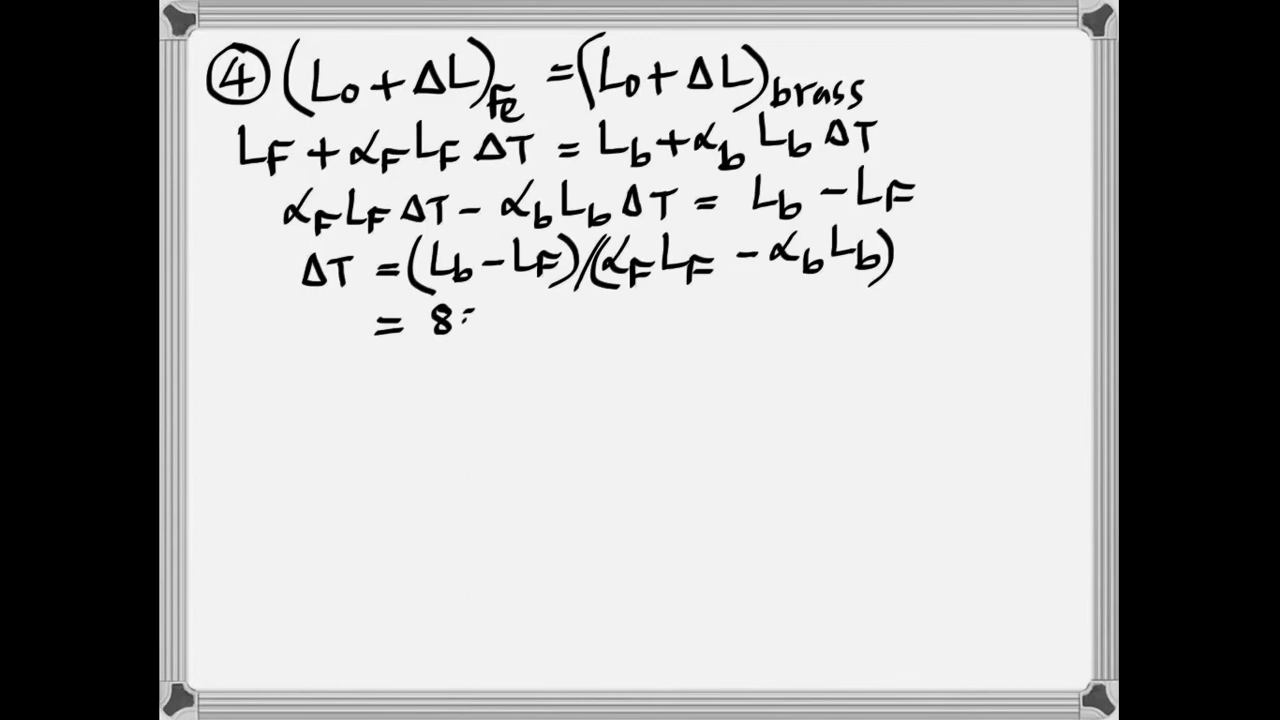 ④ (L₀ + ΔL)Fe = (L₀ + ΔL)brass
LF + αF LF ΔT = Lb + αb Lb ΔT
αF LF ΔT - αb Lb ΔT = Lb - LF
ΔT = (Lb - LF)/(αF LF - αb Lb)
= 8